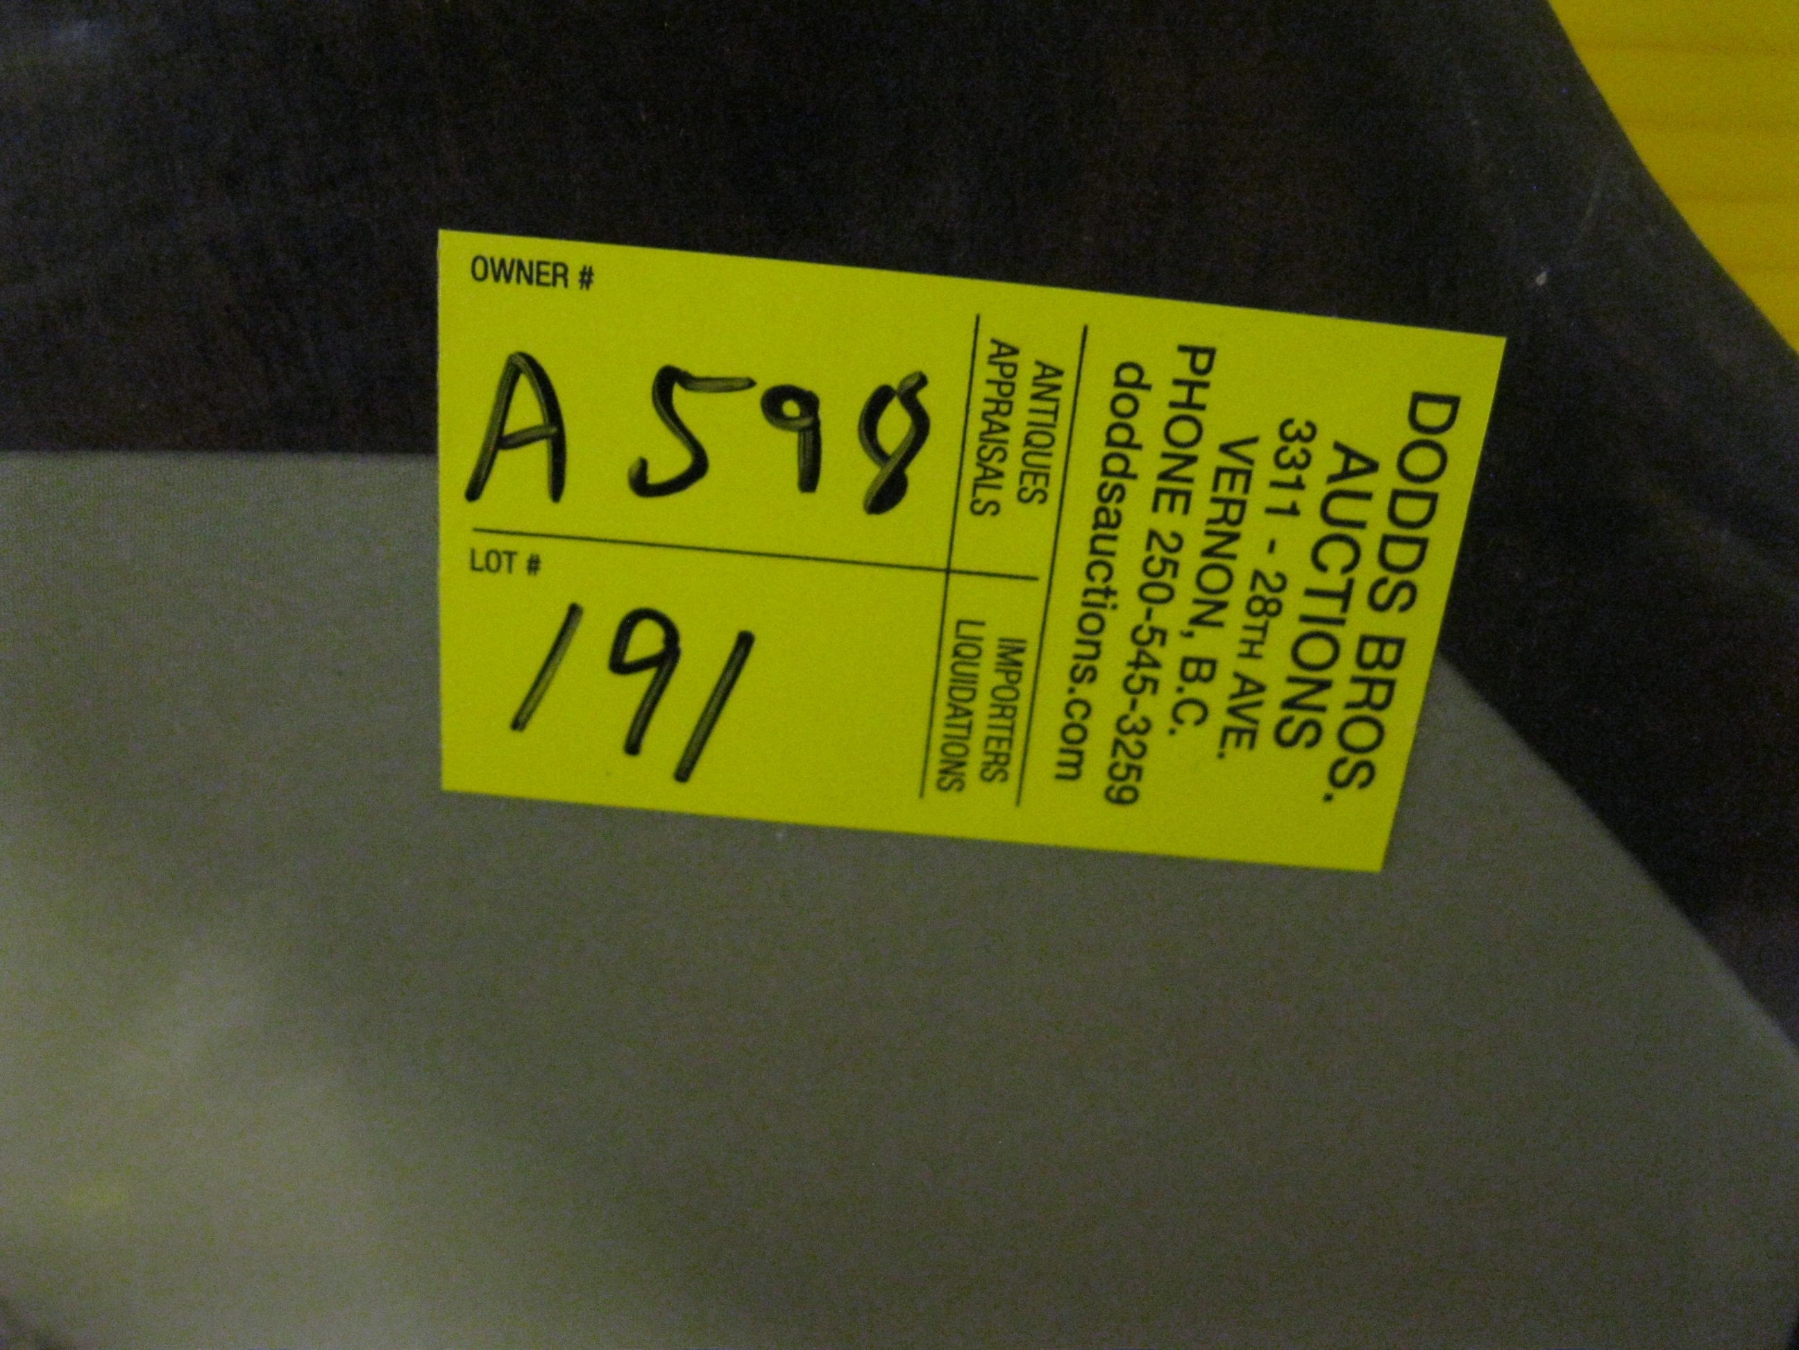 OWNER #
A 598
LOT #
191
ANTIQUES
APPRAISALS
IMPORTERS
LIQUIDATIONS
DODDS BROS.
AUCTIONS
3311 - 28TH AVE.
VERNON, B.C.
PHONE 250-545-3259
doddsauctions.com